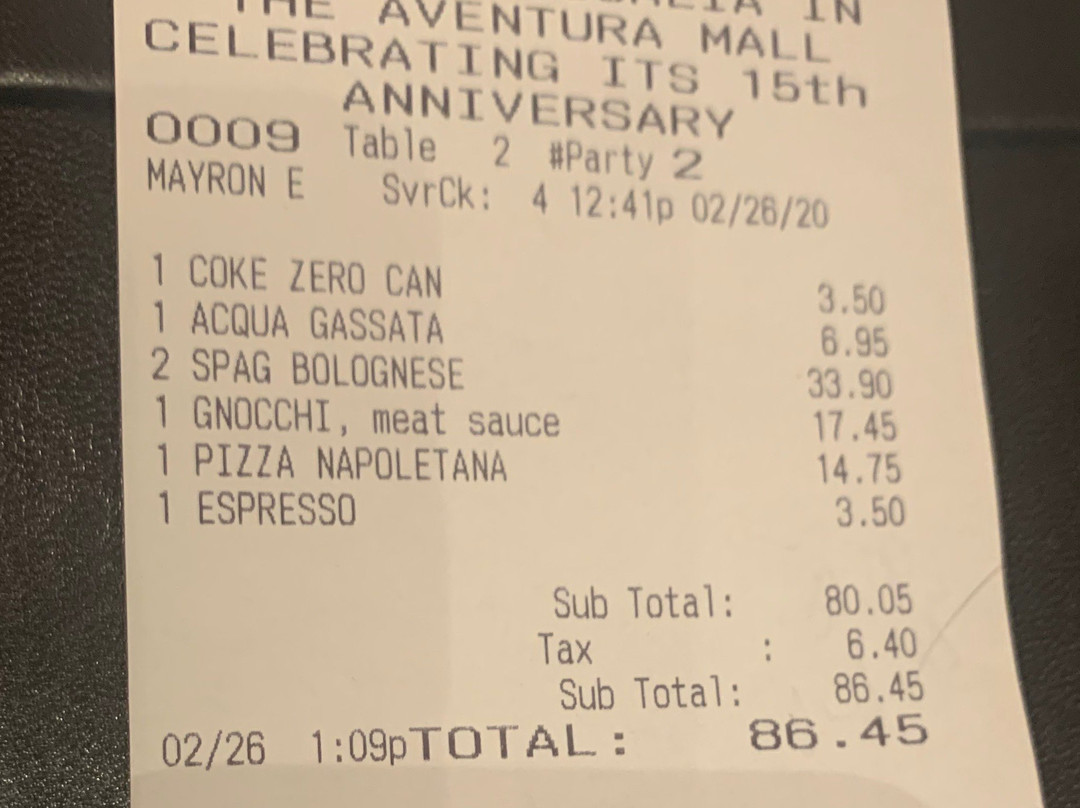 THE AVENTURA MALL
CELEBRATING ITS 15th
ANNIVERSARY
0009 Table 2 #Party 2
MAYRON E SvrCk: 4 12:41p 02/26/20
1 COKE ZERO CAN 3.50
1 ACQUA GASSATA 6.95
2 SPAG BOLOGNESE 33.90
1 GNOCCHI, meat sauce 17.45
1 PIZZA NAPOLETANA 14.75
1 ESPRESSO 3.50
Sub Total: 80.05
Tax : 6.40
Sub Total: 86.45
02/26 1:09pTOTAL: 86.45